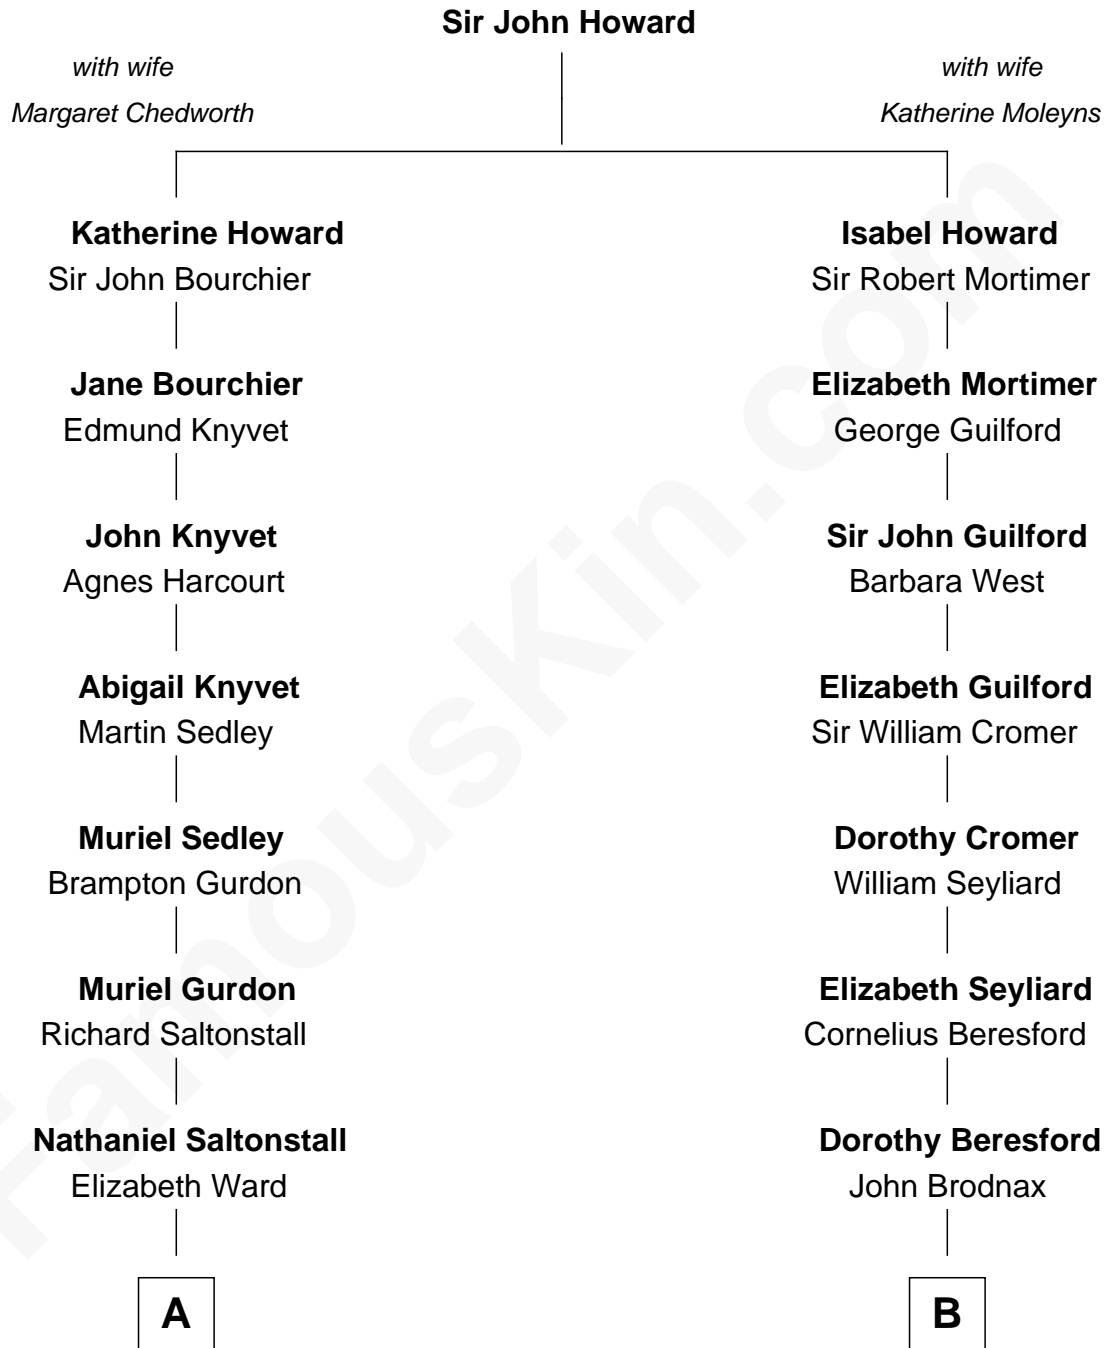 Sir John Howard
with wife
Margaret Chedworth
with wife
Katherine Moleyns
Katherine Howard
Sir John Bourchier
Isabel Howard
Sir Robert Mortimer
Jane Bourchier
Edmund Knyvet
Elizabeth Mortimer
George Guilford
John Knyvet
Agnes Harcourt
Sir John Guilford
Barbara West
Abigail Knyvet
Martin Sedley
Elizabeth Guilford
Sir William Cromer
Muriel Sedley
Brampton Gurdon
Dorothy Cromer
William Seyliard
Muriel Gurdon
Richard Saltonstall
Elizabeth Seyliard
Cornelius Beresford
Nathaniel Saltonstall
Elizabeth Ward
Dorothy Beresford
John Brodnax
A
B
FamousKin.com